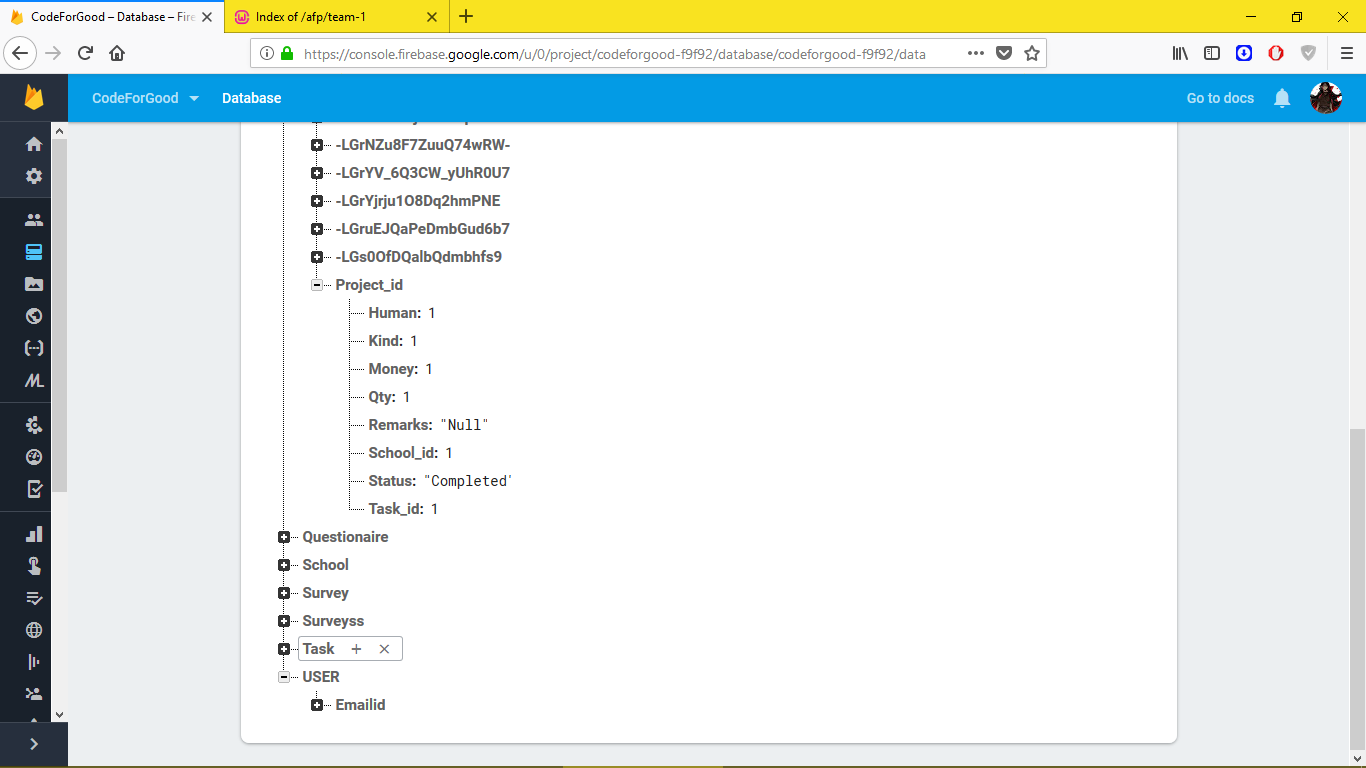 CodeForGood – Database – Fire
Index of /afp/team-1
https://console.firebase.google.com/u/0/project/codeforgood-f9f92/database/codeforgood-f9f92/data
CodeForGood
Database
Go to docs
-LGrNZu8F7ZuuQ74wRW-
-LGrYV_6Q3CW_yUhR0U7
-LGrYjrju1O8Dq2hmPNE
-LGruEJQaPeDmbGud6b7
-LGs0OfDQalbQdmbhfs9
Project_id
Human: 1
Kind: 1
Money: 1
Qty: 1
Remarks: "Null"
School_id: 1
Status: "Completed'
Task_id: 1
Questionaire
School
Survey
Surveyss
Task
USER
Emailid